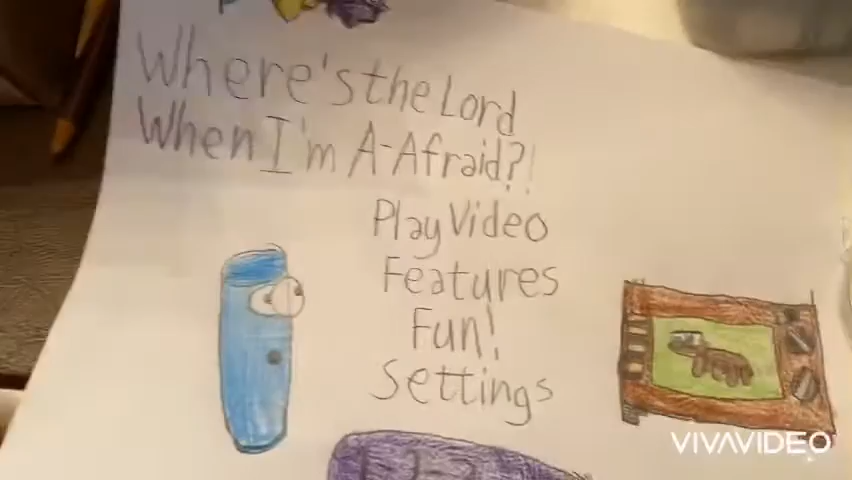 Where's the Lord
When I'm A-Afraid?!
Play Video
Features
Fun!
Settings
VIVAVIDEO